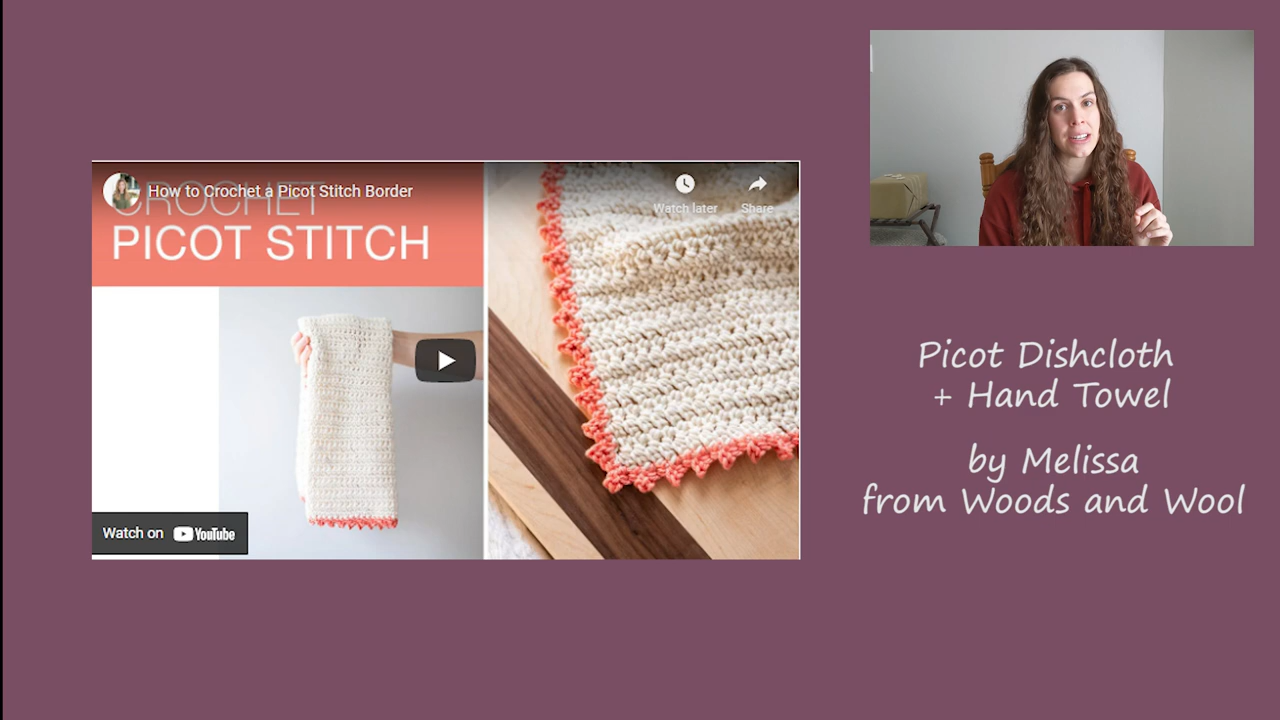 How to Crochet a Picot Stitch Border
CROCHET
PICOT STITCH
Watch later
Share
Watch on YouTube
Picot Dishcloth
+ Hand Towel
by Melissa
from Woods and Wool